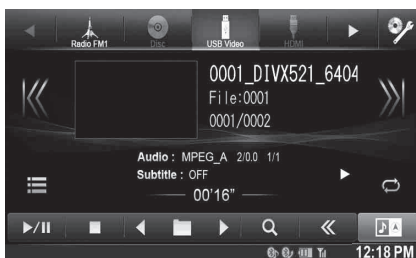 Radio FM1
Disc
USB Video
HDMI
0001_DIVX521_6404
File:0001
0001/0002
Audio : MPEG_A 2/0.0 1/1
Subtitle : OFF
00'16"
12:18 PM